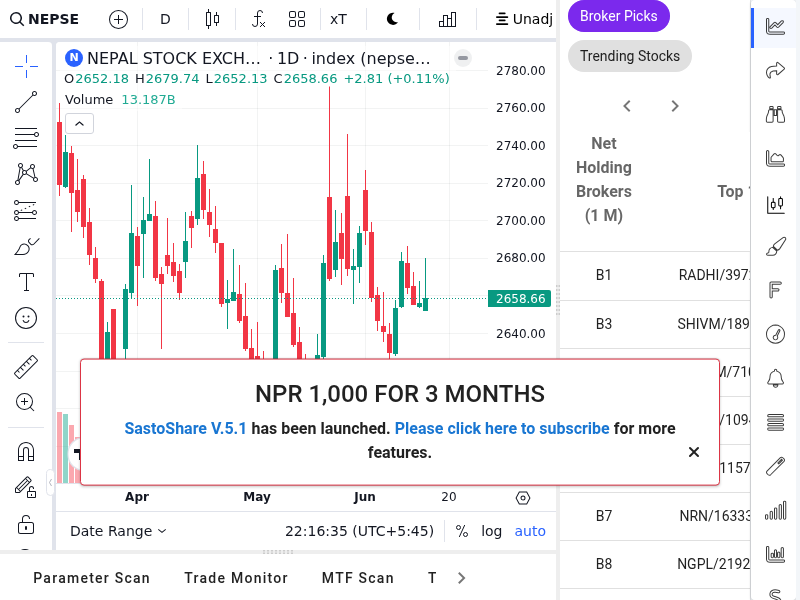 NEPSE
D
xT
Unadj
N NEPAL STOCK EXCH... · 1D · index (nepse...
O2652.18 H2679.74 L2652.13 C2658.66 +2.81 (+0.11%)
Volume 13.187B
2780.00
2760.00
2740.00
2720.00
2700.00
2680.00
2658.66
2640.00
Apr
May
Jun
20
Date Range
22:16:35 (UTC+5:45)
%
log
auto
Parameter Scan
Trade Monitor
MTF Scan
T
Broker Picks
Trending Stocks
Net
Holding
Brokers
(1 M)
Top
B1
RADHI/397
B3
SHIVM/189
M/710
/109
1157
B7
NRN/16333
B8
NGPL/2192
NPR 1,000 FOR 3 MONTHS
SastoShare V.5.1 has been launched. Please click here to subscribe for more
features.